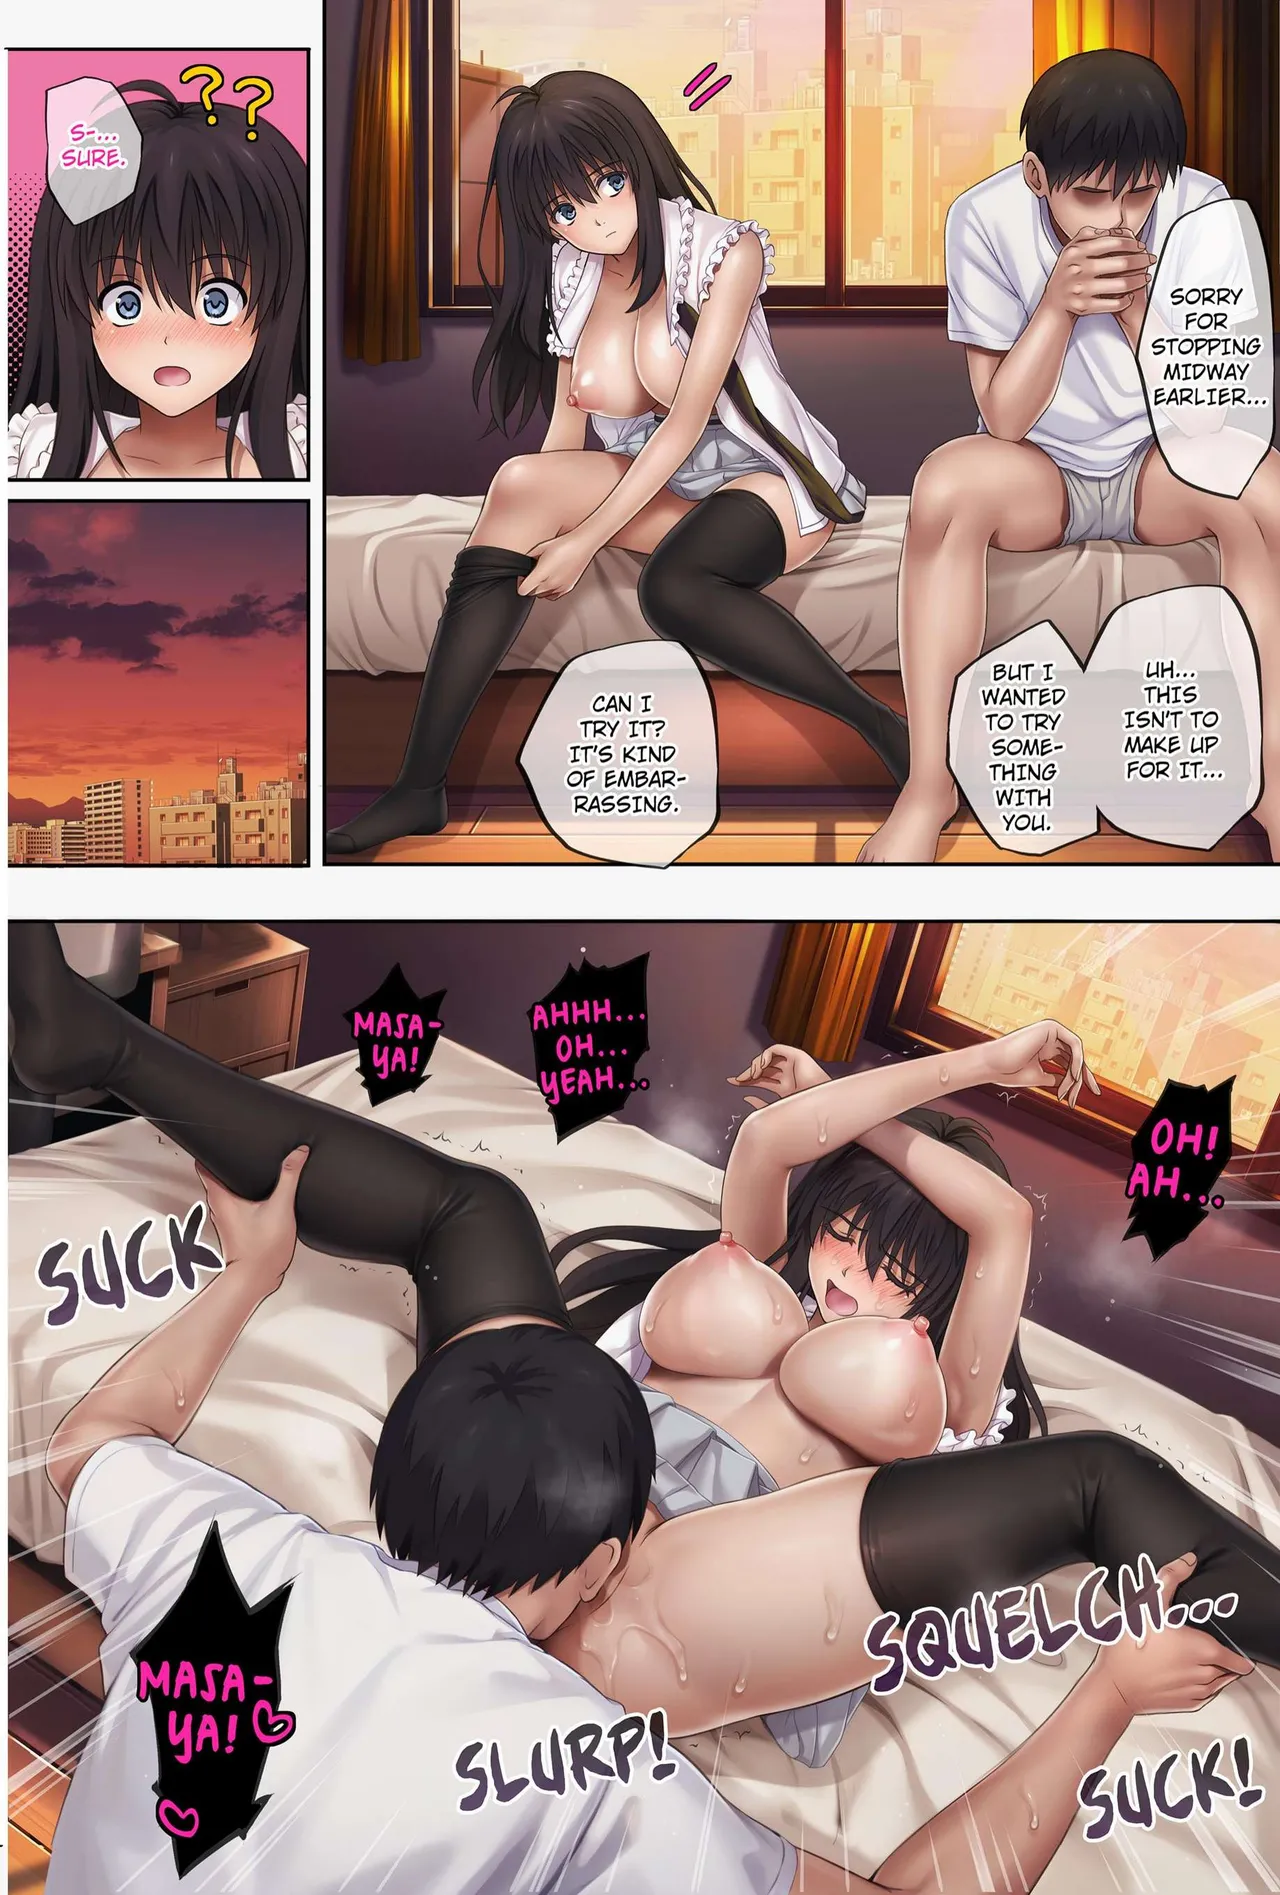 SORRY
FOR
STOPPING
MIDWAY
EARLIER...
UH...
THIS
ISN'T TO
MAKE UP
FOR IT...
BUT I
WANTED
TO TRY
SOME-
THING
WITH
YOU.
CAN I
TRY IT?
IT'S KIND
OF EMBAR-
RASSING.
??
S-...
SURE.
OH!
AH...
AHHH...
OH...
YEAH...
MASA-
YA!
SUCK
SQUELCH...
SUCK!
SLURP!
MASA-
YA!